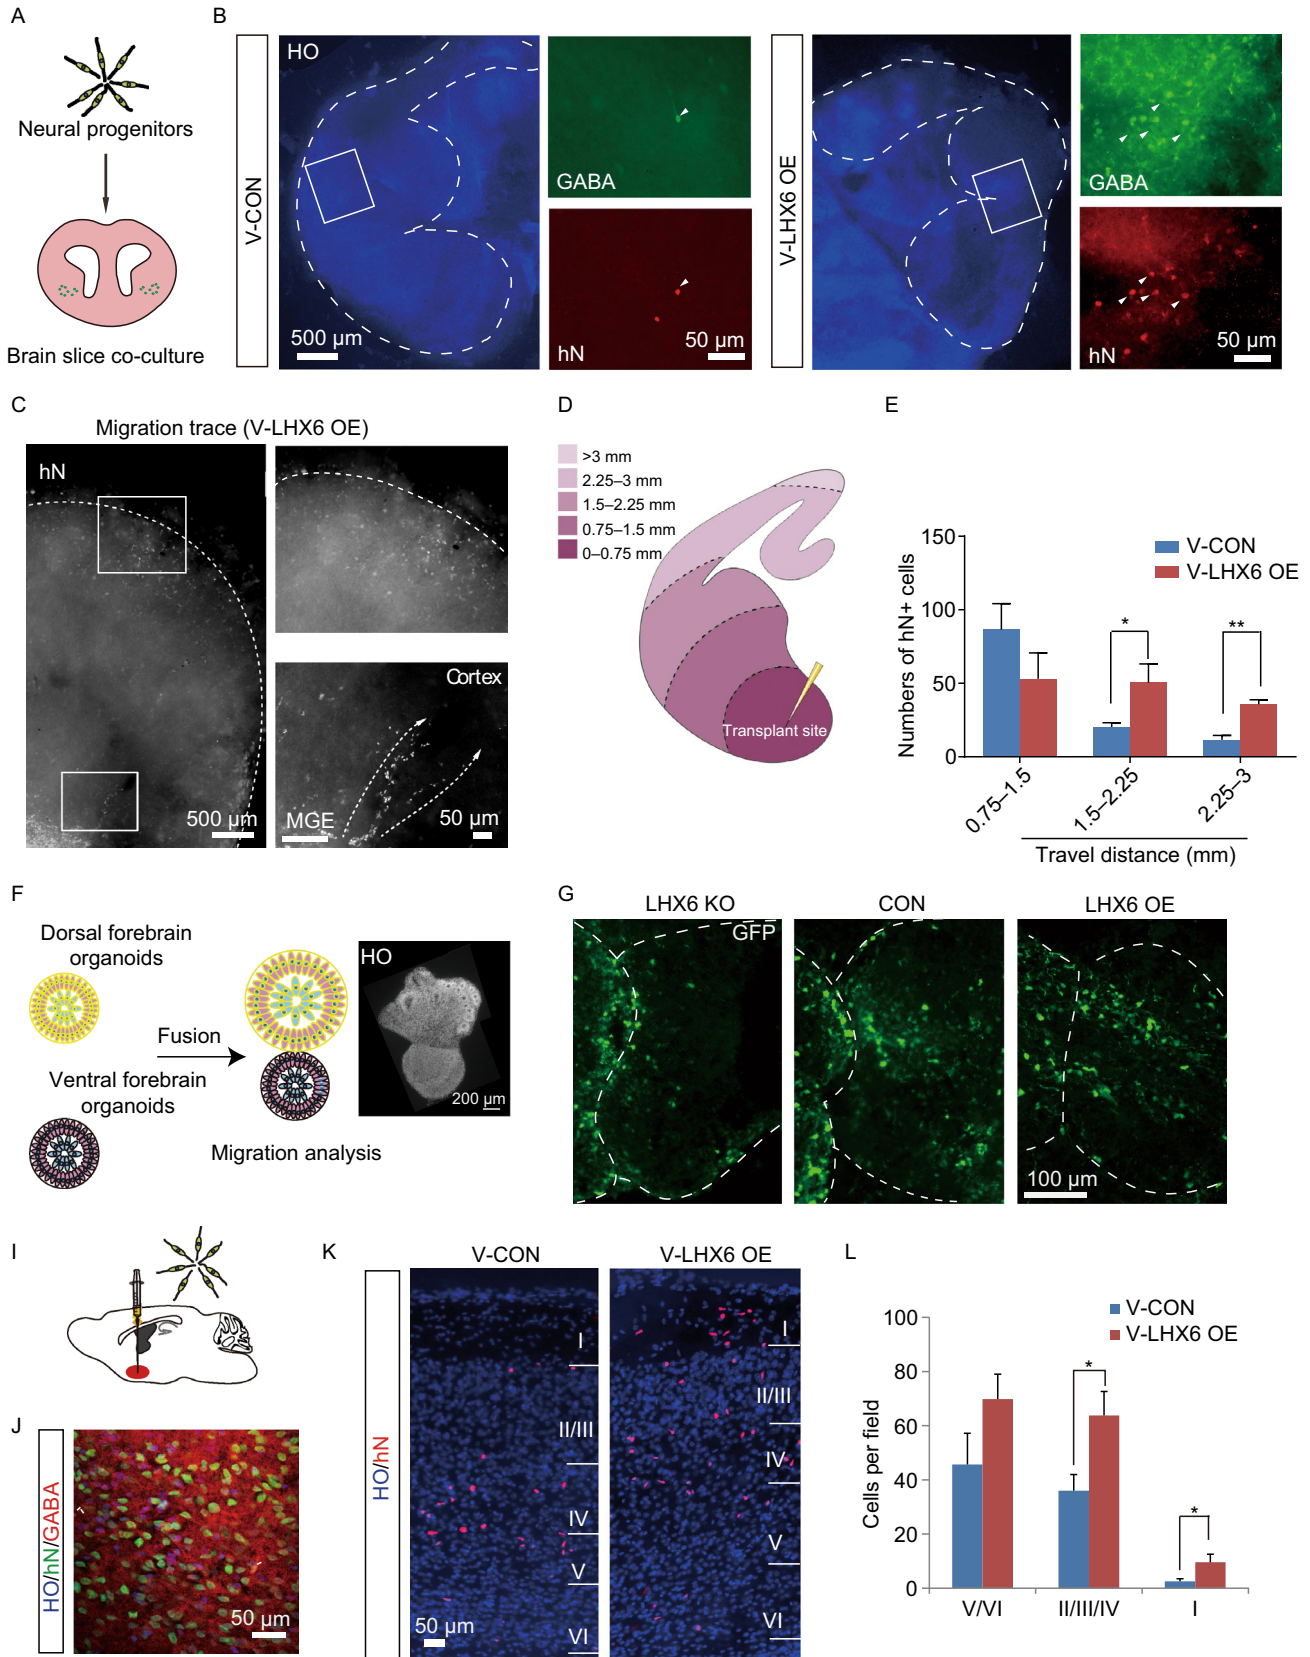 A
Neural progenitors
Brain slice co-culture
B
V-CON
HO
500 µm
GABA
hN
50 µm
V-LHX6 OE
GABA
hN
50 µm
C
Migration trace (V-LHX6 OE)
hN
500 µm
Cortex
MGE
50 µm
D
>3 mm
2.25–3 mm
1.5–2.25 mm
0.75–1.5 mm
0–0.75 mm
Transplant site
E
V-CON
V-LHX6 OE
Numbers of hN+ cells
150
100
50
0
*
**
0.75–1.5
1.5–2.25
2.25–3
Travel distance (mm)
F
Dorsal forebrain
organoids
Fusion
Ventral forebrain
organoids
HO
200 µm
Migration analysis
G
LHX6 KO
CON
LHX6 OE
GFP
100 µm
I
J
HO/hN/GABA
50 µm
K
V-CON
V-LHX6 OE
HO/hN
I
II/III
IV
V
VI
50 µm
I
II/III
IV
V
VI
L
V-CON
V-LHX6 OE
Cells per field
100
80
60
40
20
0
*
*
V/VI
II/III/IV
I